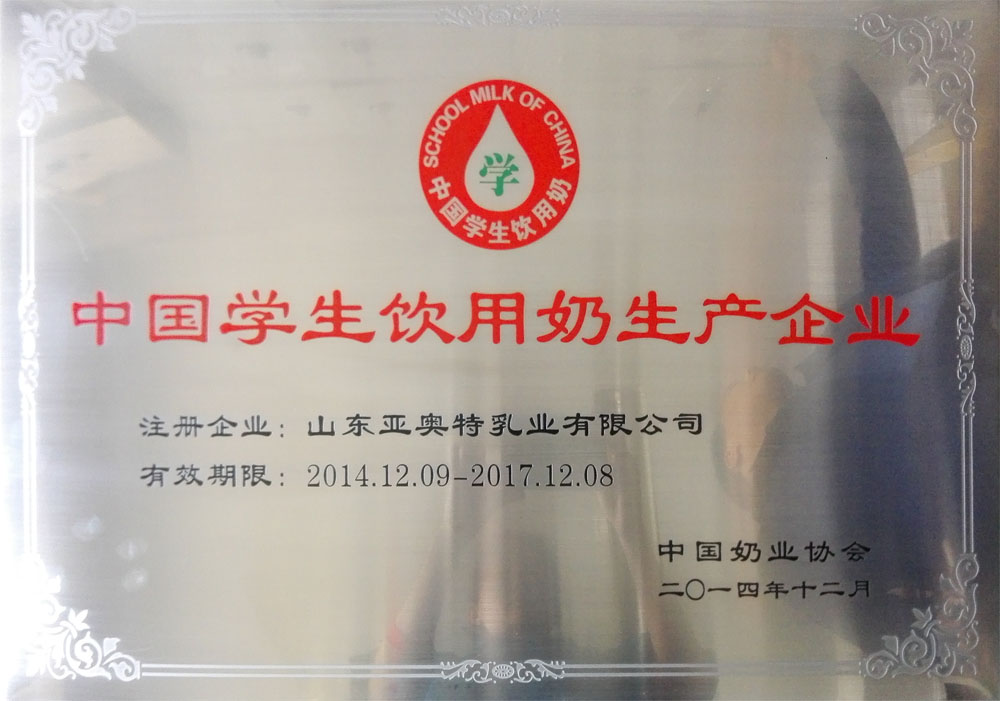 SCHOOL MILK OF CHINA
学
中国学生饮用奶
中国学生饮用奶生产企业
注册企业：山东亚奥特乳业有限公司
有效期限：2014.12.09-2017.12.08
中国奶业协会
二〇一四年十二月